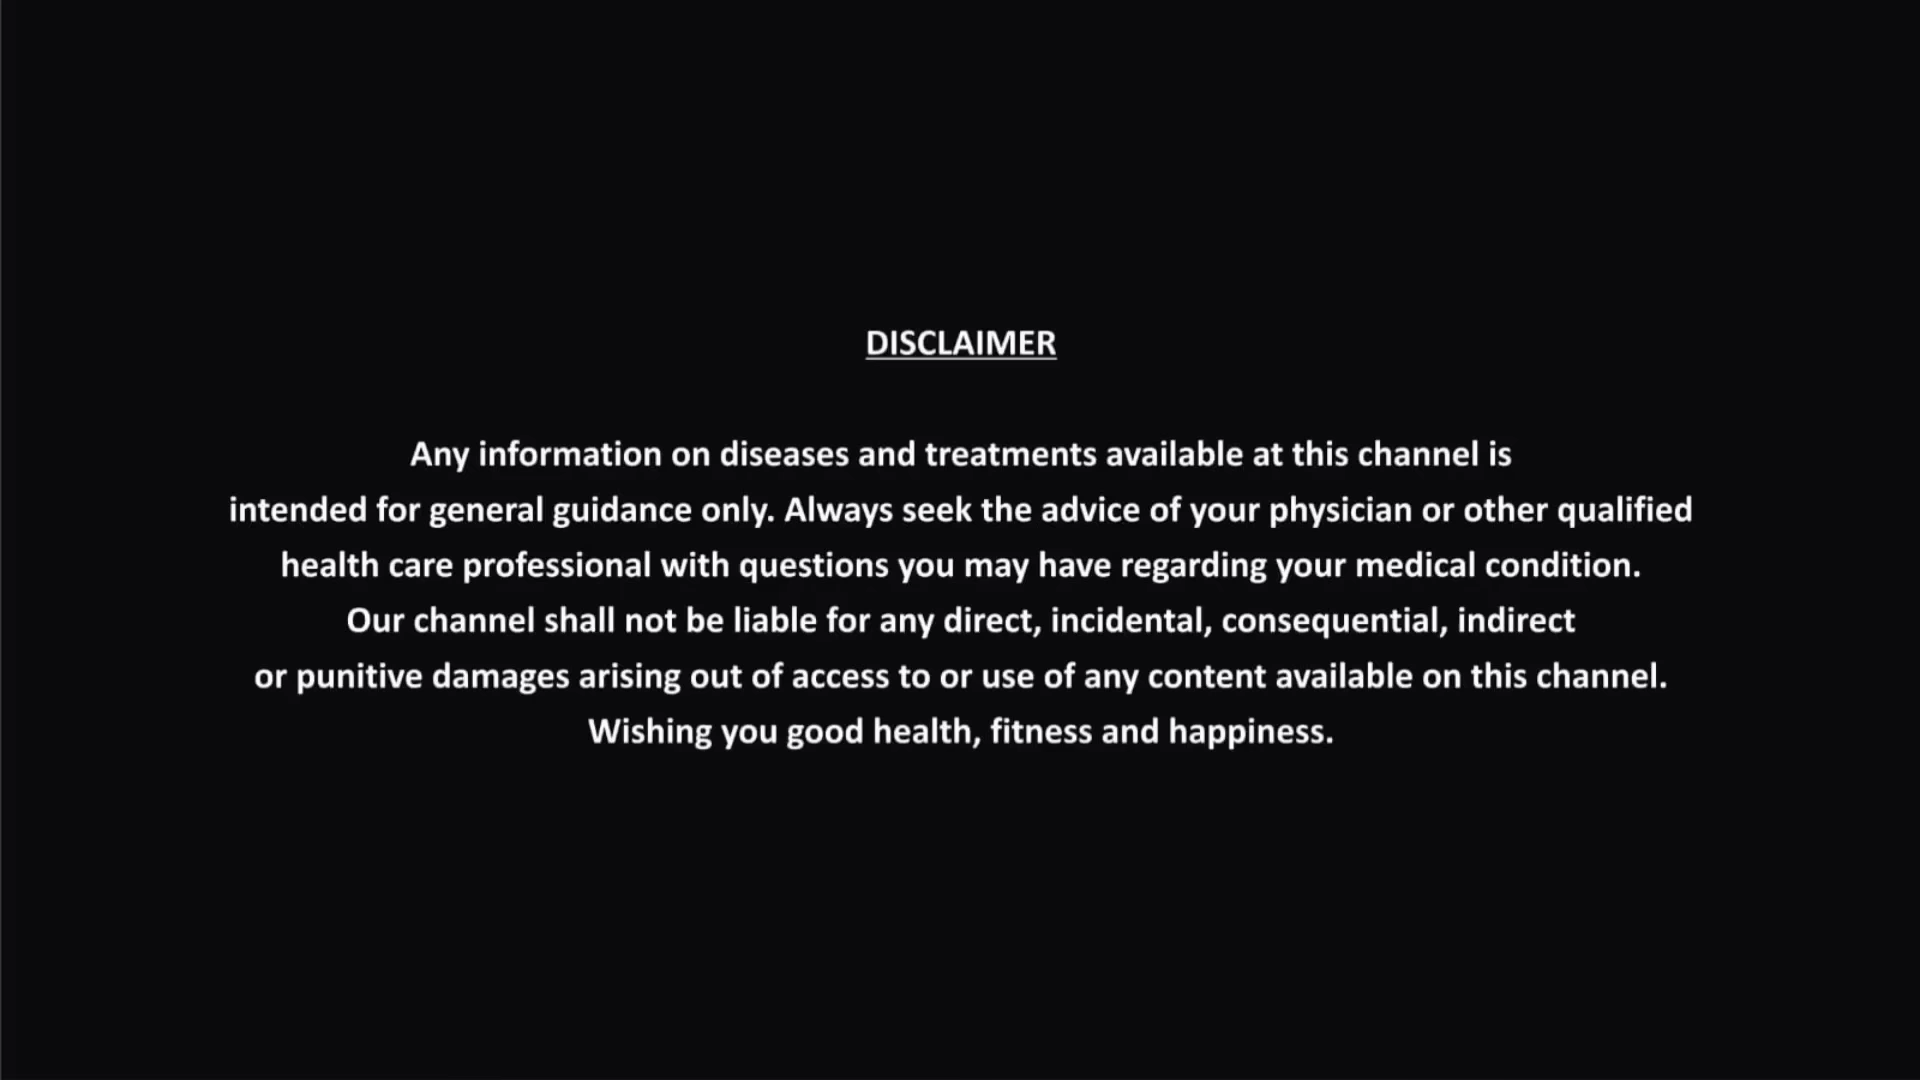 DISCLAIMER
Any information on diseases and treatments available at this channel is
intended for general guidance only. Always seek the advice of your physician or other qualified
health care professional with questions you may have regarding your medical condition.
Our channel shall not be liable for any direct, incidental, consequential, indirect
or punitive damages arising out of access to or use of any content available on this channel.
Wishing you good health, fitness and happiness.